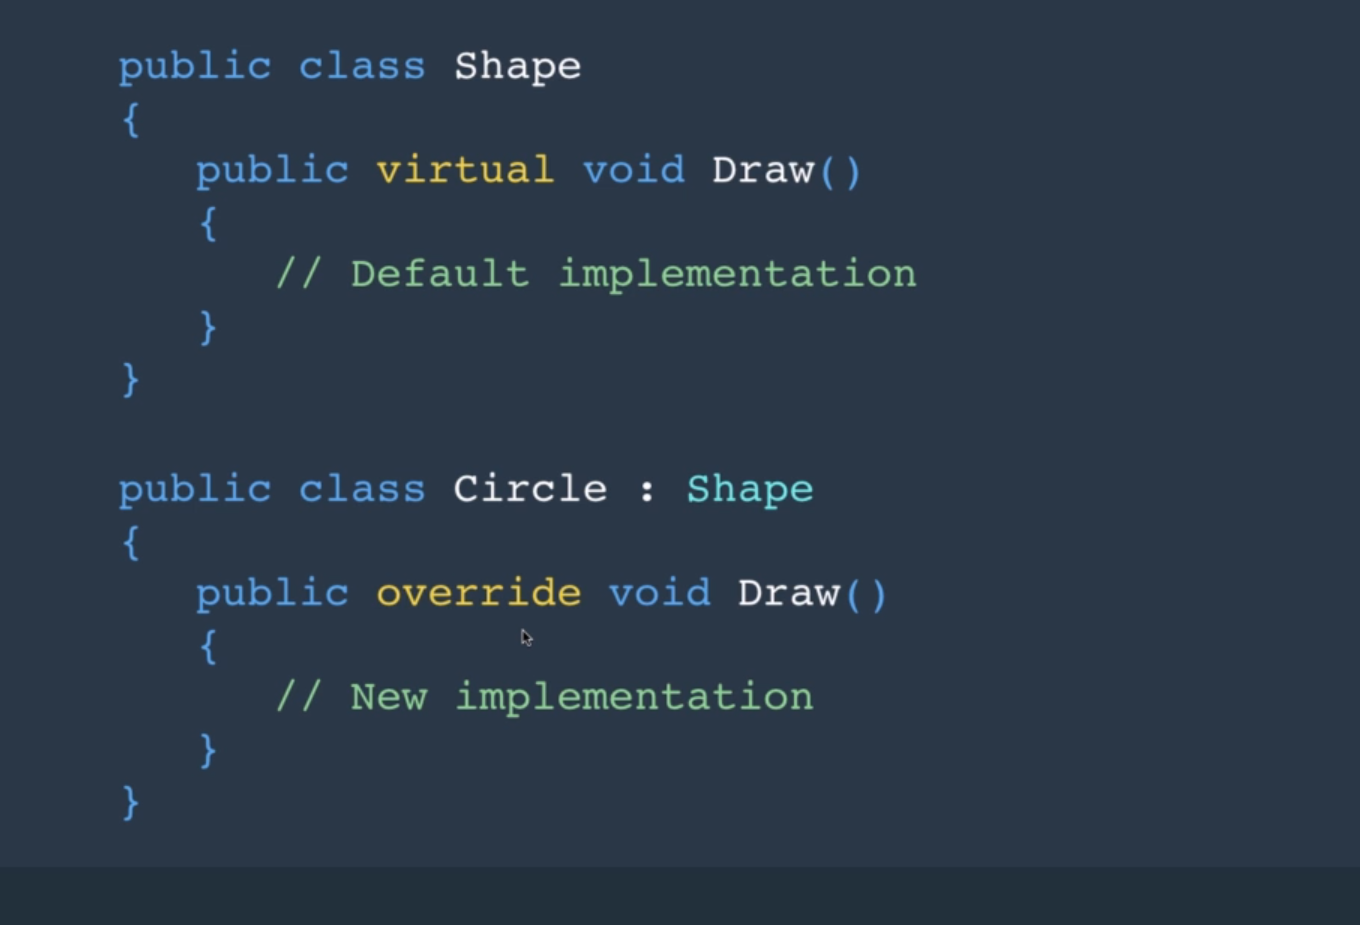 public class Shape
{
public virtual void Draw()
{
// Default implementation
}
}
public class Circle : Shape
{
public override void Draw()
{
// New implementation
}
}